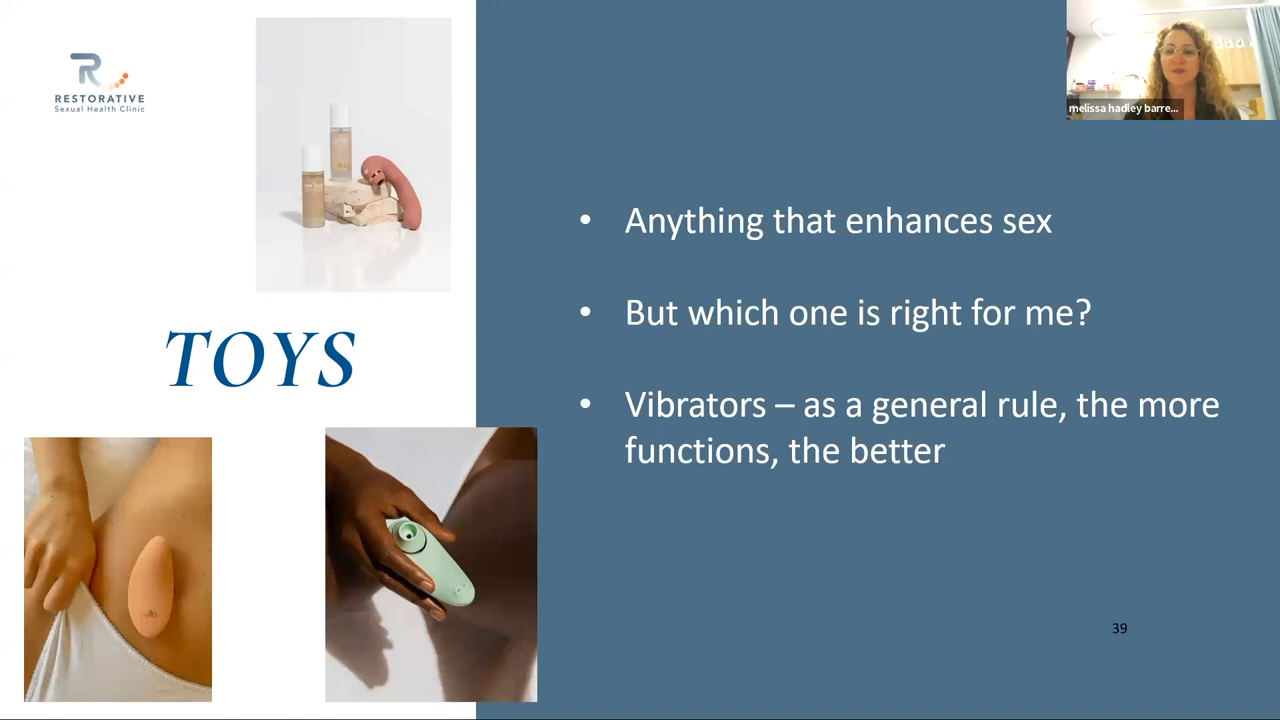 RESTORATIVE
Sexual Health Clinic
melissa hadley barre...
TOYS
• Anything that enhances sex
• But which one is right for me?
• Vibrators – as a general rule, the more
functions, the better
39